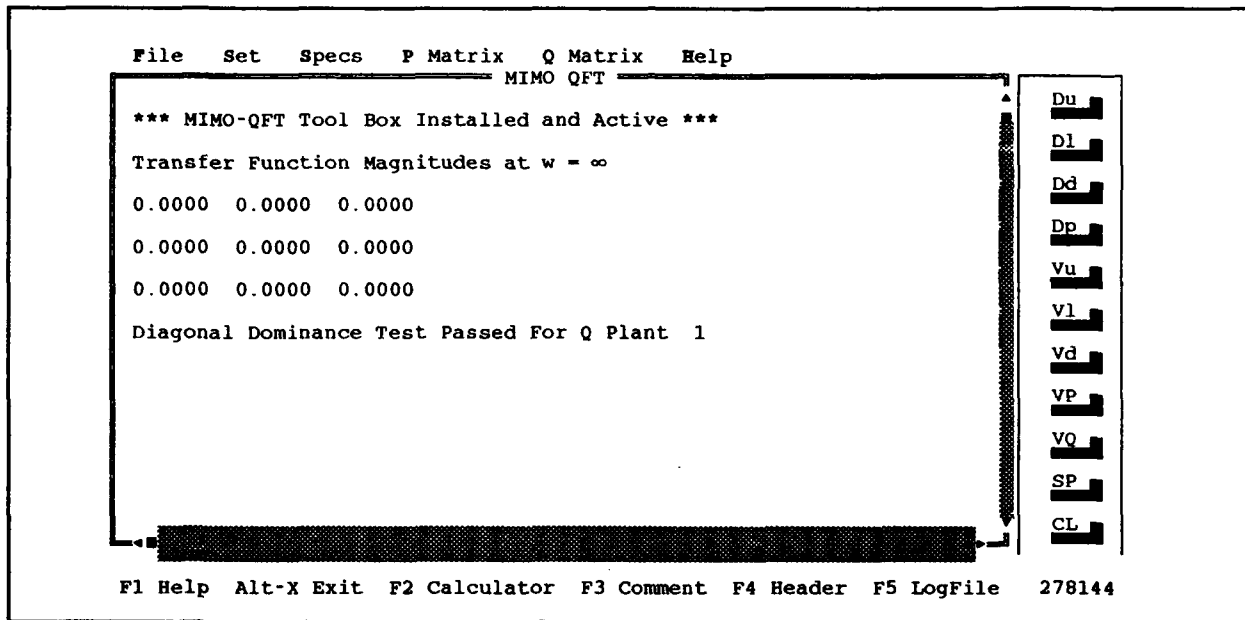 File Set Specs P Matrix Q Matrix Help
MIMO QFT
*** MIMO-QFT Tool Box Installed and Active ***
Transfer Function Magnitudes at w = ∞
0.0000 0.0000 0.0000
0.0000 0.0000 0.0000
0.0000 0.0000 0.0000
Diagonal Dominance Test Passed For Q Plant 1
Du
Dl
Dd
Dp
Vu
Vl
Vd
VP
VQ
SP
CL
F1 Help Alt-X Exit F2 Calculator F3 Comment F4 Header F5 LogFile 278144